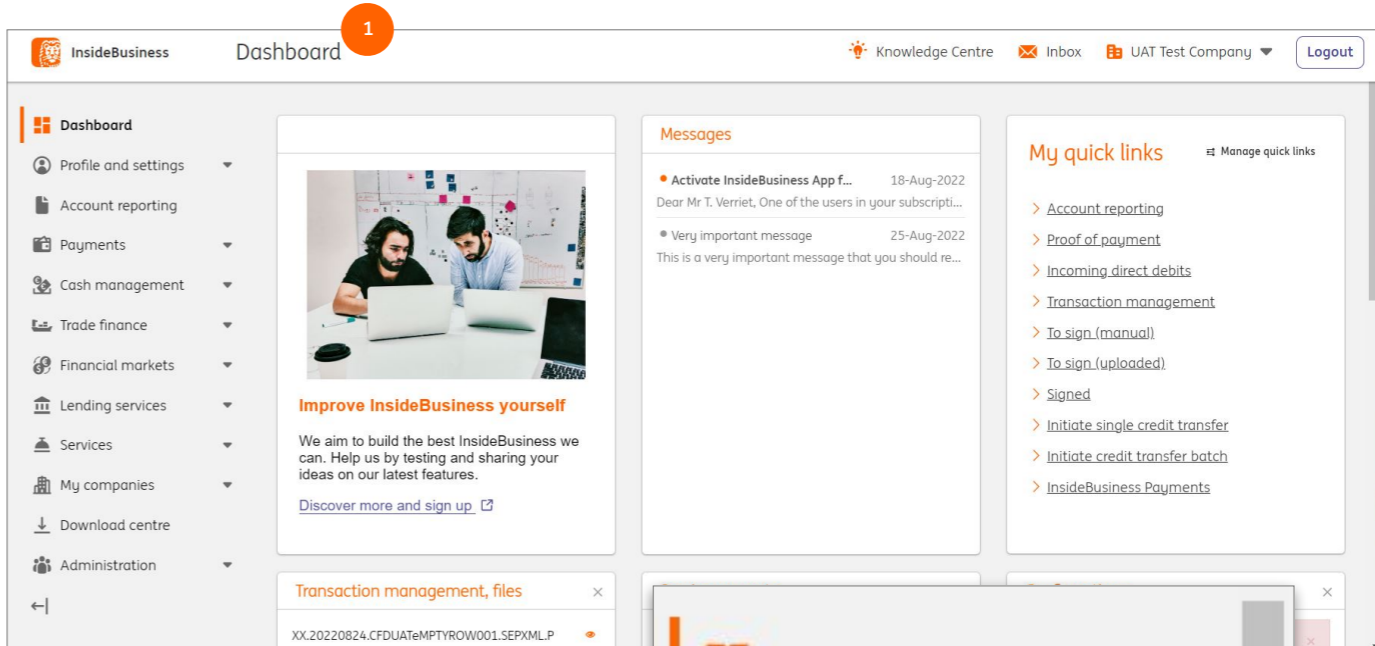 1
InsideBusiness
Dashboard
Knowledge Centre
Inbox
UAT Test Company
Logout
Dashboard
Profile and settings
Account reporting
Payments
Cash management
Trade finance
Financial markets
Lending services
Services
My companies
Download centre
Administration
Improve InsideBusiness yourself
We aim to build the best InsideBusiness we
can. Help us by testing and sharing your
ideas on our latest features.
Discover more and sign up
Messages
Activate InsideBusiness App f... 18-Aug-2022
Dear Mr T. Verriet, One of the users in your subscripti...
Very important message 25-Aug-2022
This is a very important message that you should re...
My quick links
Manage quick links
Account reporting
Proof of payment
Incoming direct debits
Transaction management
To sign (manual)
To sign (uploaded)
Signed
Initiate single credit transfer
Initiate credit transfer batch
InsideBusiness Payments
Transaction management, files
XX.20220824.CFDUATeMPTYROW001.SEPXML.P